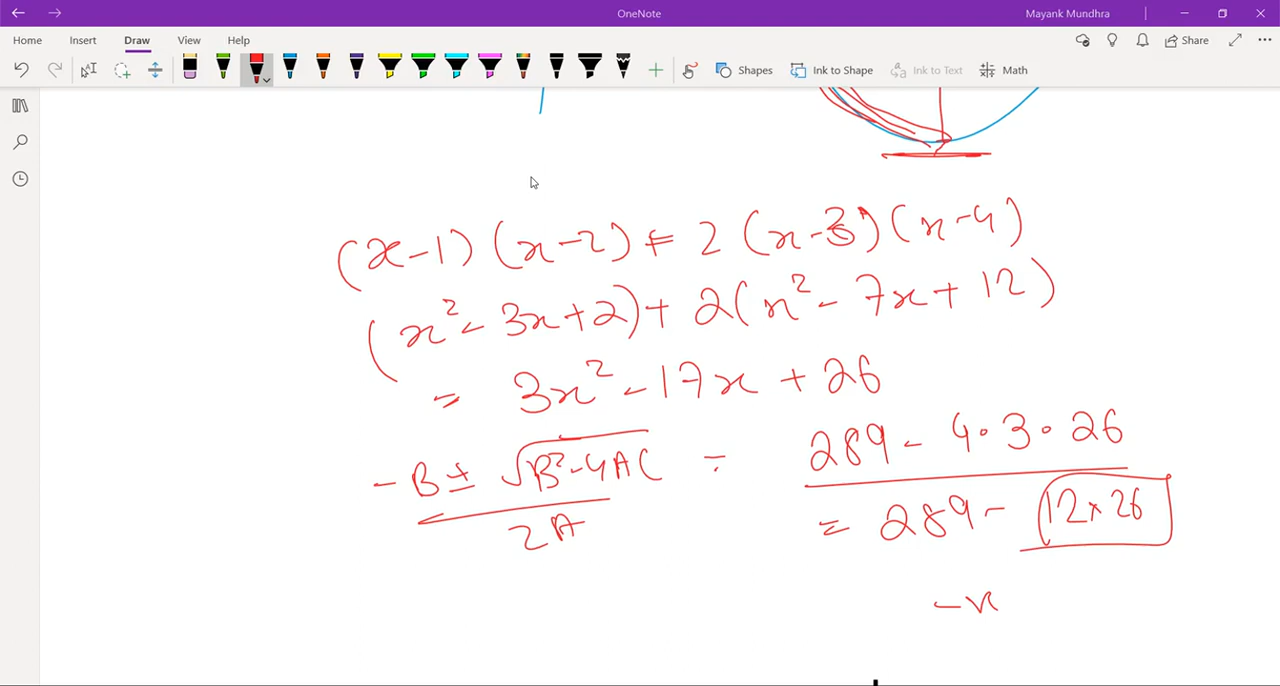 OneNote
Mayank Mundhra
Home Insert Draw View Help
Share
Shapes Ink to Shape Ink to Text Math
(x-1) (x-2) + 2 (x-3) (x-4)
(x² - 3x+2) + 2(x² - 7x + 12)
= 3x² - 17x + 26
-B ± √B²-4AC = 289 - 4·3·26
2A = 289 - 12×26
-ve